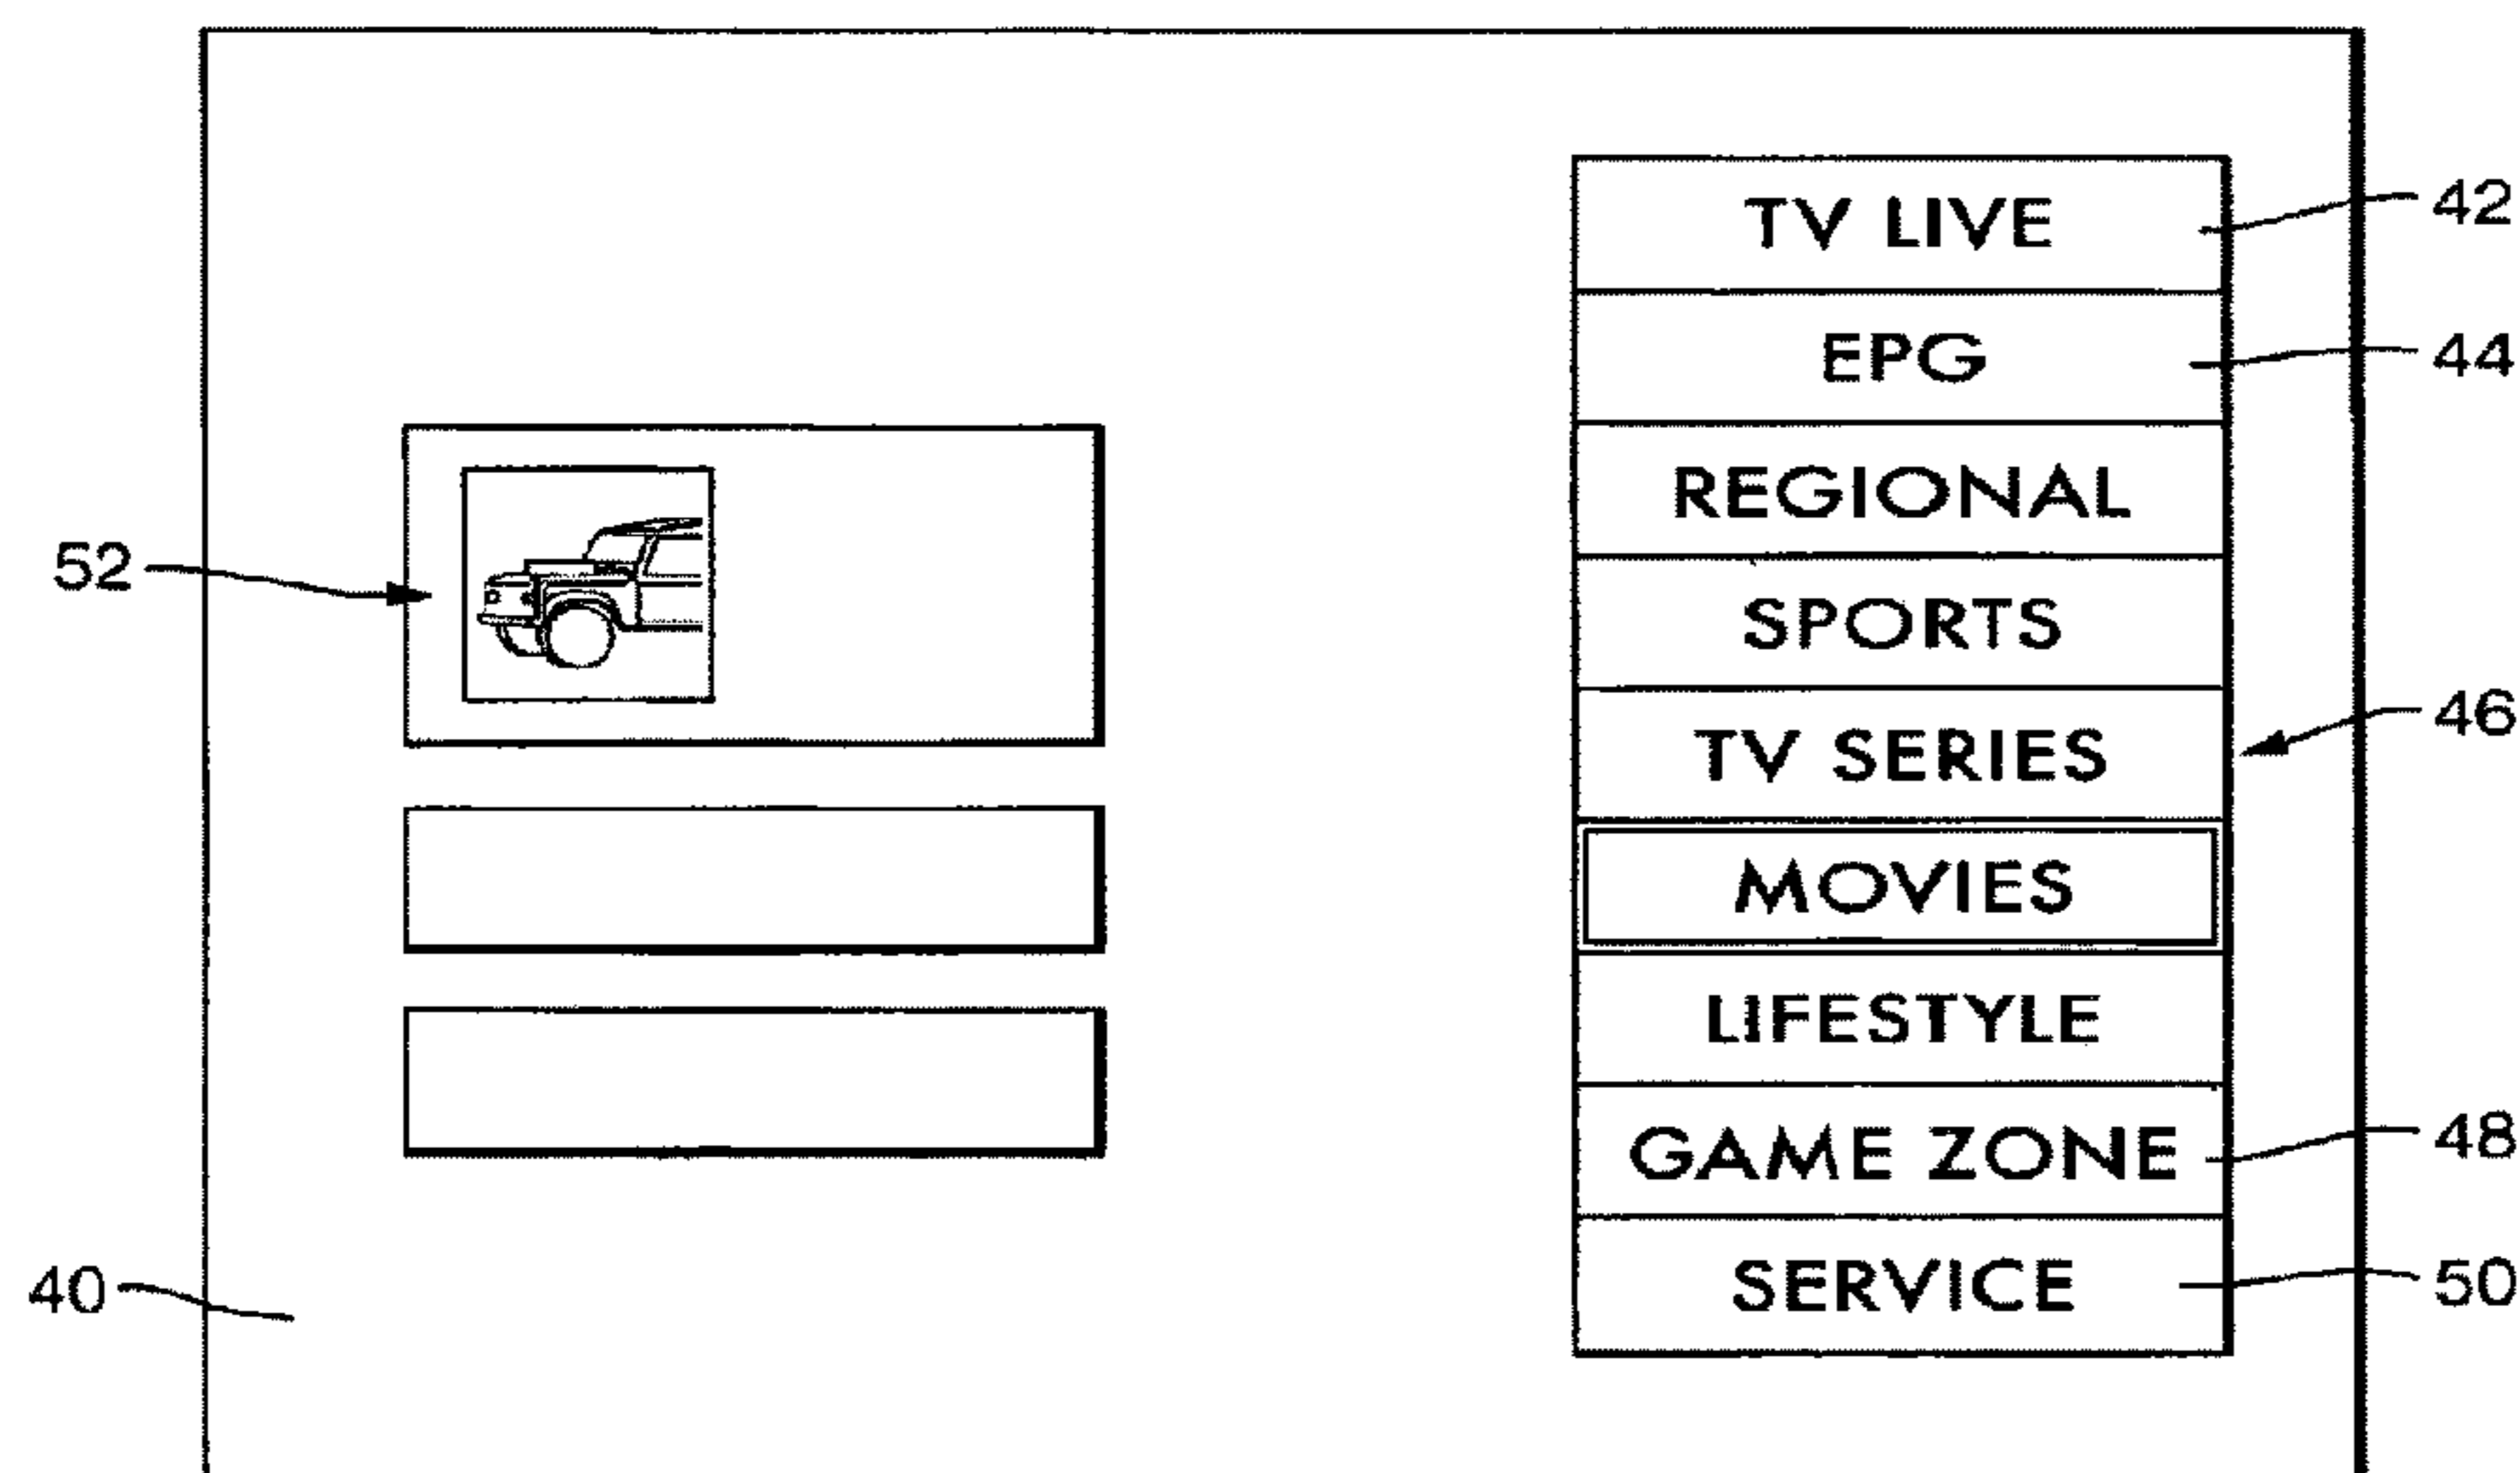 TV LIVE
42
EPG
44
REGIONAL
SPORTS
52
TV SERIES
46
MOVIES
LIFESTYLE
GAME ZONE
48
SERVICE
50
40